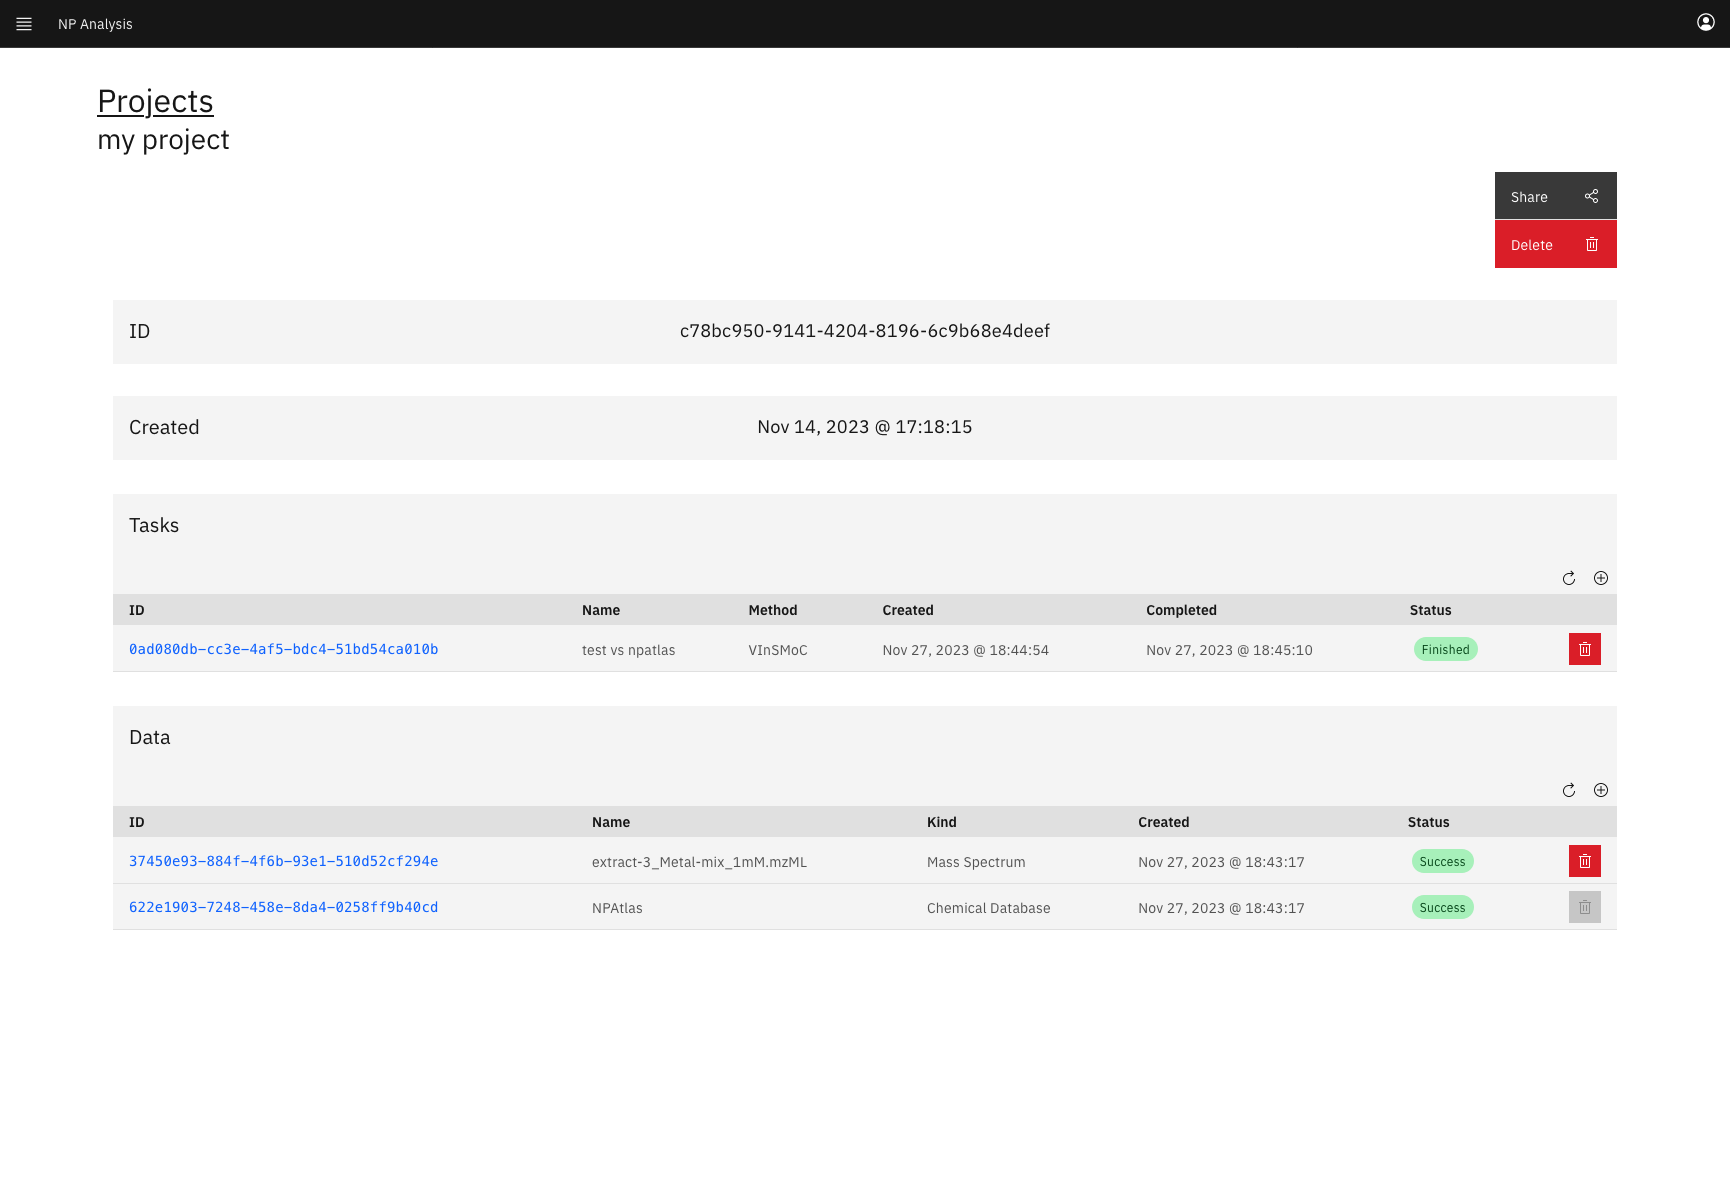 NP Analysis
Projects
my project
Share
Delete
ID c78bc950-9141-4204-8196-6c9b68e4deef
Created Nov 14, 2023 @ 17:18:15
Tasks
ID Name Method Created Completed Status
0ad080db-cc3e-4af5-bdc4-51bd54ca010b test vs npatlas VInSMoC Nov 27, 2023 @ 18:44:54 Nov 27, 2023 @ 18:45:10 Finished
Data
ID Name Kind Created Status
37450e93-884f-4f6b-93e1-510d52cf294e extract-3_Metal-mix_1mM.mzML Mass Spectrum Nov 27, 2023 @ 18:43:17 Success
622e1903-7248-458e-8da4-0258ff9b40cd NPAtlas Chemical Database Nov 27, 2023 @ 18:43:17 Success